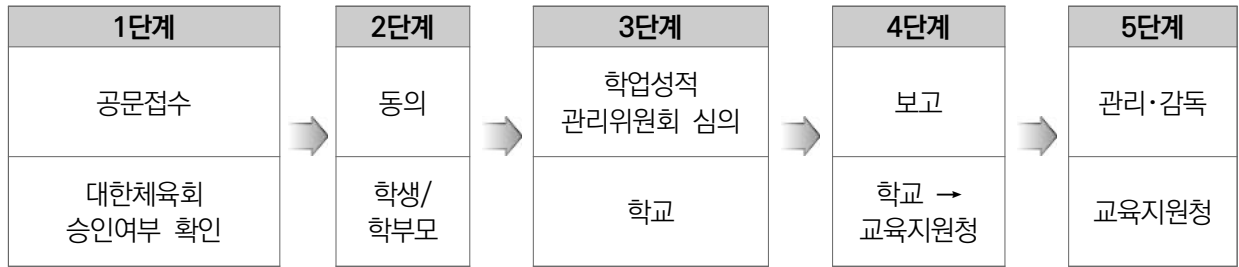 1단계
공문접수
대한체육회
승인여부 확인
2단계
동의
학생/
학부모
3단계
학업성적
관리위원회 심의
학교
4단계
보고
학교 →
교육지원청
5단계
관리·감독
교육지원청